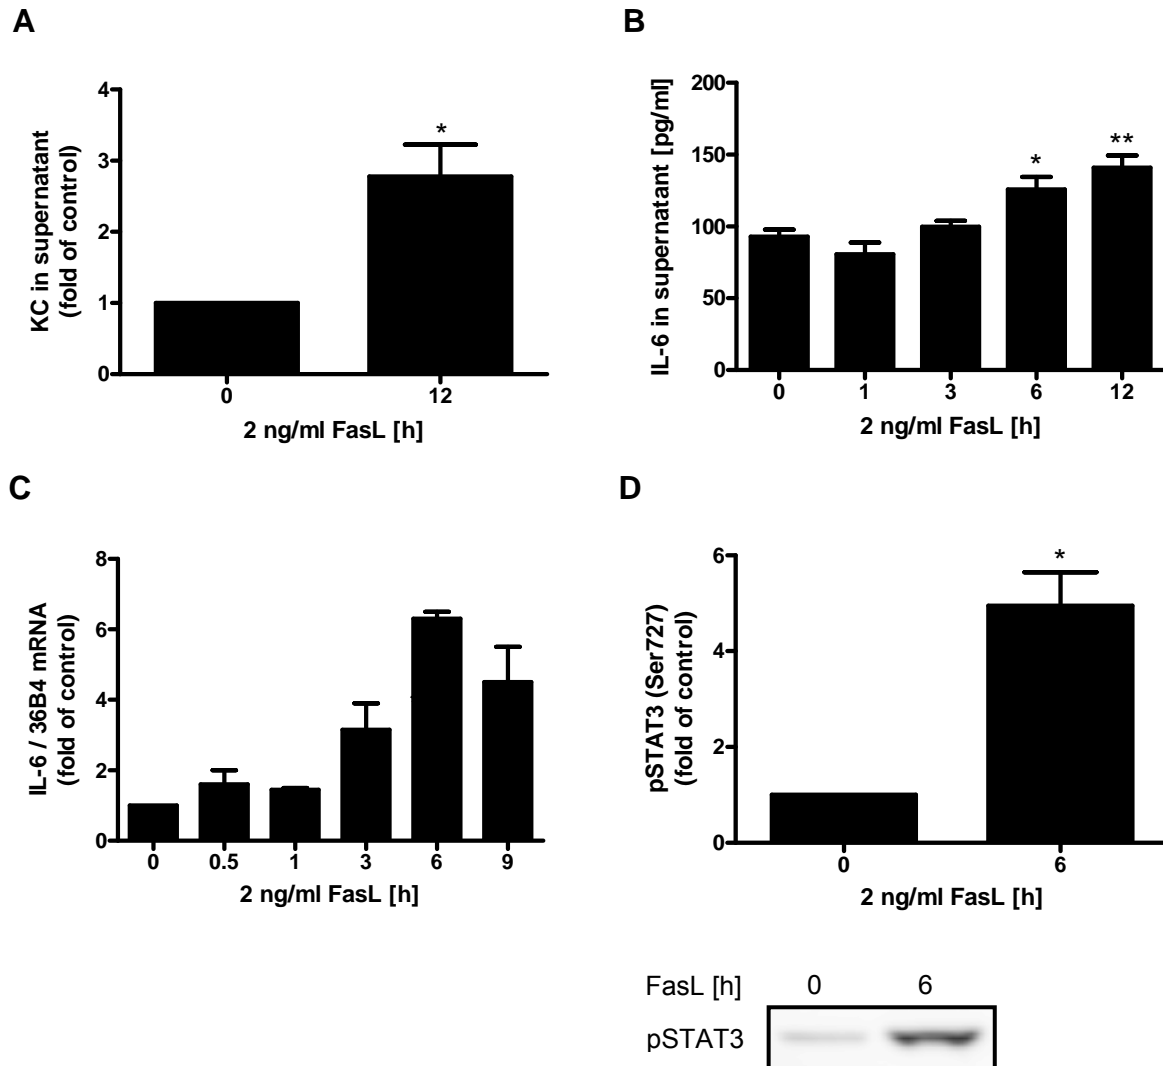 A
KC in supernatant
(fold of control)
4
3
2
1
0
*
0 12
2 ng/ml FasL [h]
B
IL-6 in supernatant [pg/ml]
200
150
100
50
0
* **
0 1 3 6 12
2 ng/ml FasL [h]
C
IL-6 / 36B4 mRNA
(fold of control)
8
6
4
2
0
0 0.5 1 3 6 9
2 ng/ml FasL [h]
D
pSTAT3 (Ser727)
(fold of control)
6
4
2
0
*
0 6
2 ng/ml FasL [h]
FasL [h] 0 6
pSTAT3